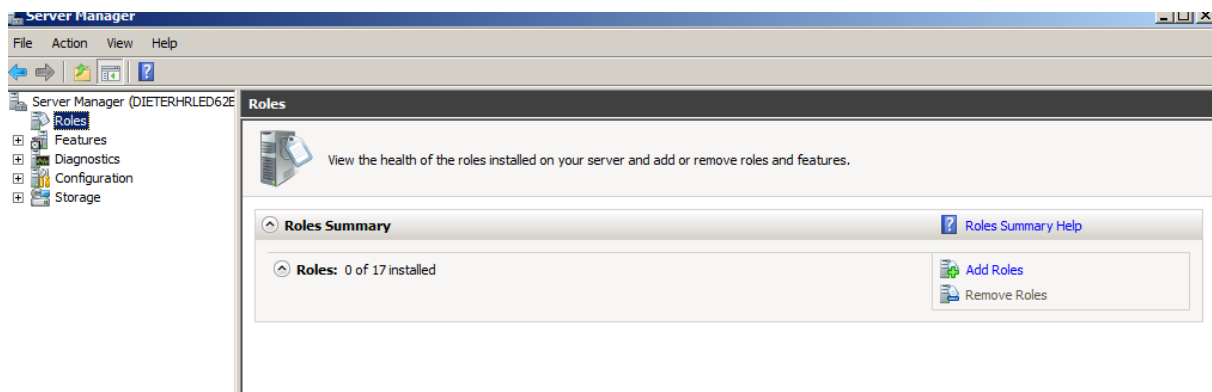 Server Manager
File Action View Help
Server Manager (DIETERHRLED62E
Roles
Features
Diagnostics
Configuration
Storage
Roles
View the health of the roles installed on your server and add or remove roles and features.
Roles Summary
Roles Summary Help
Roles: 0 of 17 installed
Add Roles
Remove Roles